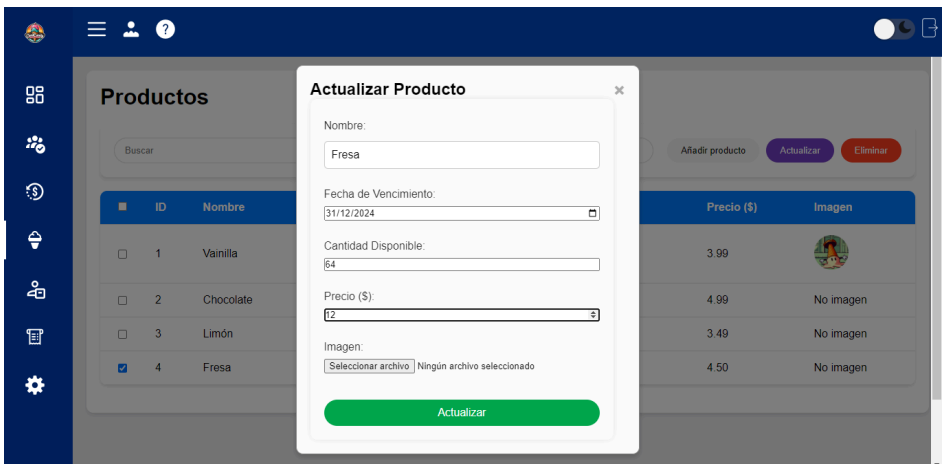 ?
Productos
Buscar
Añadir producto
Actualizar
Eliminar
ID Nombre Precio ($) Imagen
1 Vainilla 3.99
2 Chocolate 4.99 No imagen
3 Limón 3.49 No imagen
4 Fresa 4.50 No imagen
Actualizar Producto ×
Nombre:
Fresa
Fecha de Vencimiento:
31/12/2024
Cantidad Disponible:
64
Precio ($):
12
Imagen:
Seleccionar archivo Ningún archivo seleccionado
Actualizar